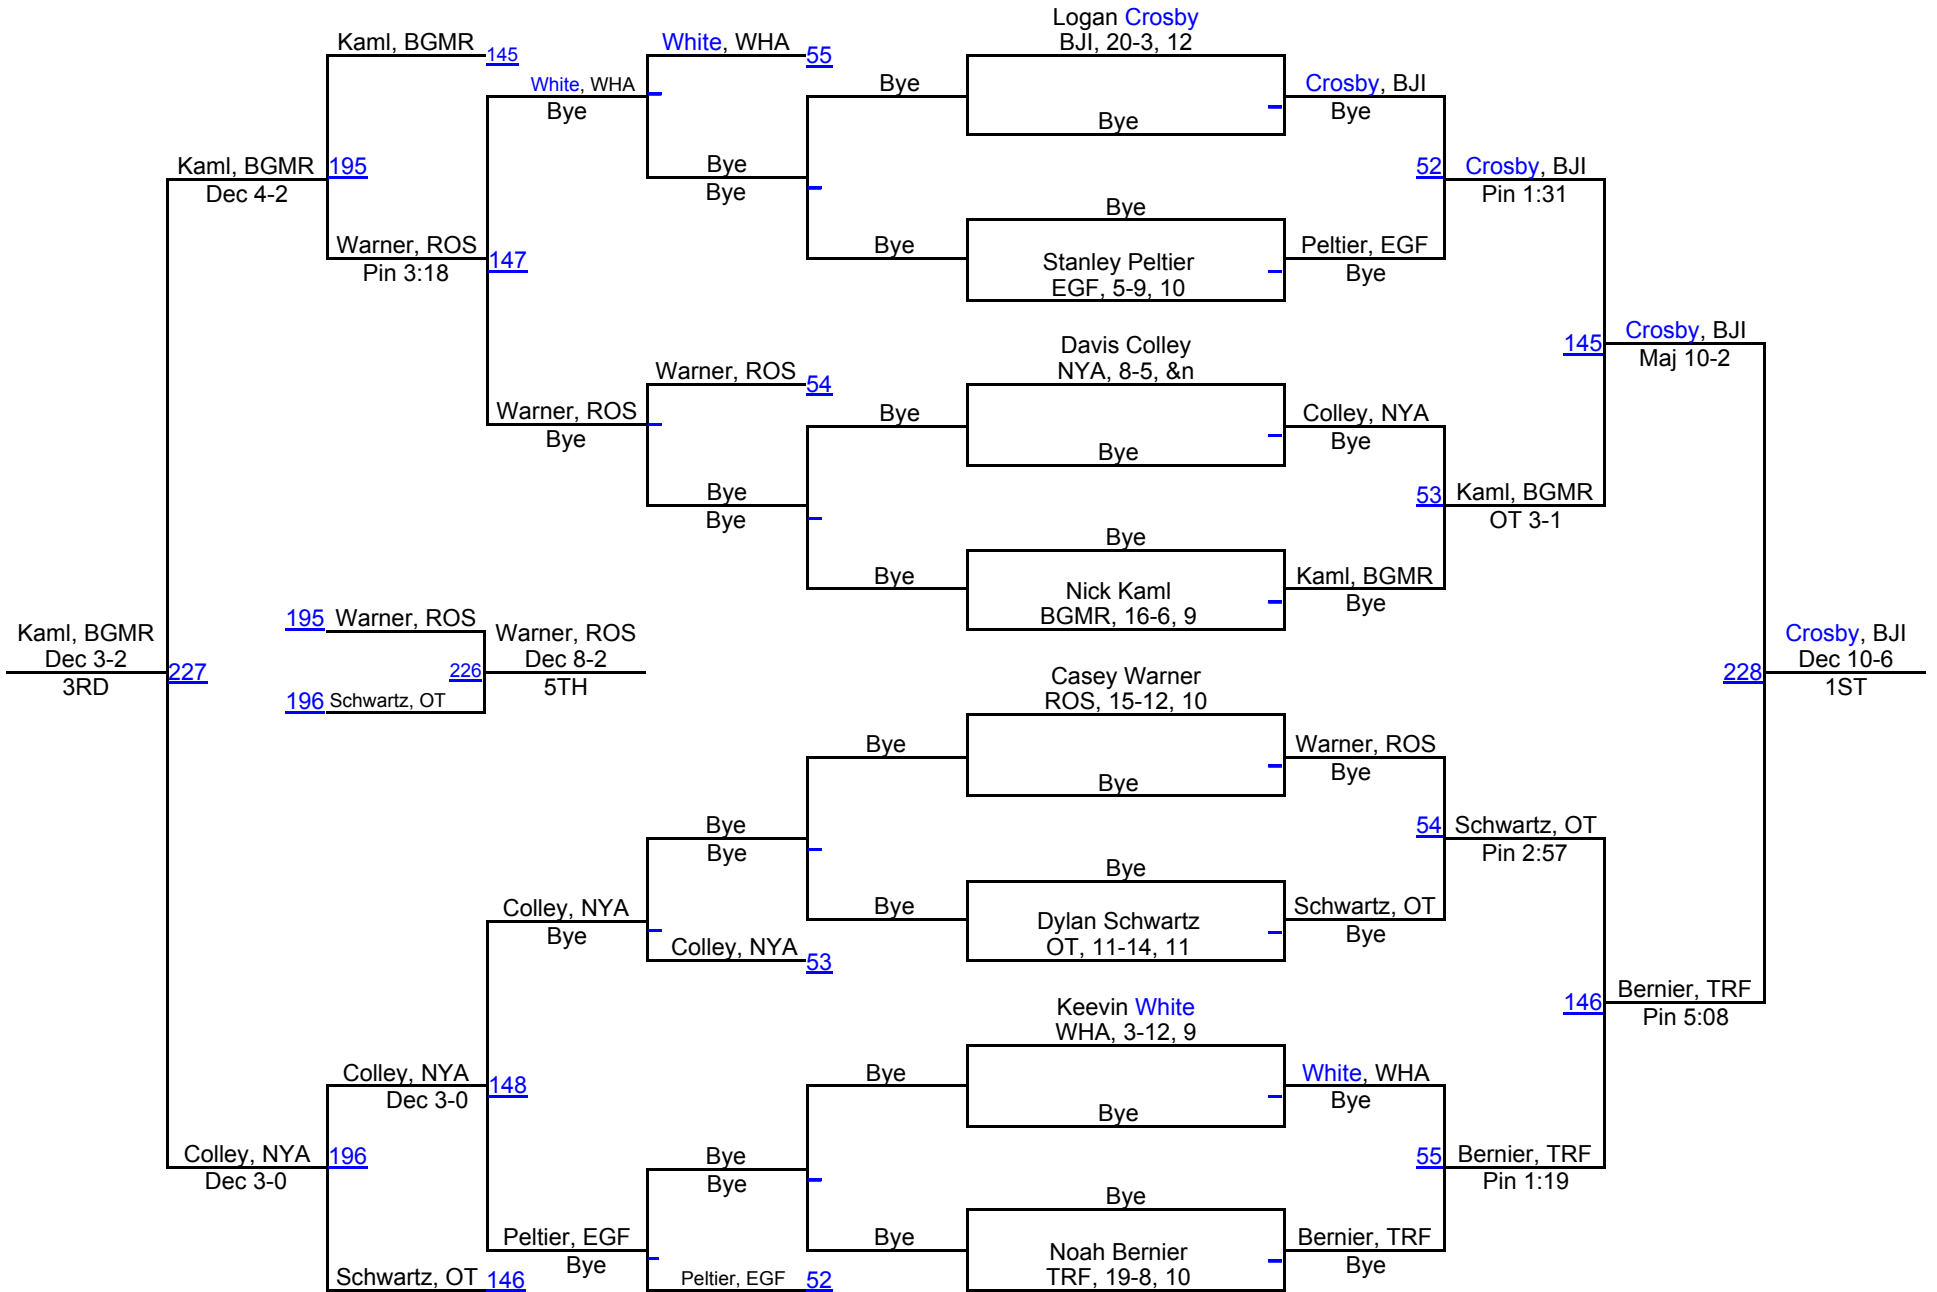 Logan Crosby
BJI, 20-3, 12
Kaml, BGMR
145
White, WHA
55
White, WHA
Bye
Bye
Bye
Crosby, BJI
Bye
Kaml, BGMR
Dec 4-2
195
Bye
Bye
52
Crosby, BJI
Pin 1:31
Bye
Stanley Peltier
EGF, 5-9, 10
Warner, ROS
Pin 3:18
147
Bye
Peltier, EGF
Bye
Davis Colley
NYA, 8-5, &n
145
Crosby, BJI
Maj 10-2
Warner, ROS
54
Warner, ROS
Bye
Bye
Bye
Colley, NYA
Bye
Bye
Bye
53
Kaml, BGMR
OT 3-1
Bye
Bye
Nick Kaml
BGMR, 16-6, 9
Kaml, BGMR
Bye
Kaml, BGMR
Dec 3-2
3RD
227
195
Warner, ROS
196
Schwartz, OT
226
Warner, ROS
Dec 8-2
5TH
228
Crosby, BJI
Dec 10-6
1ST
Casey Warner
ROS, 15-12, 10
Bye
Bye
Warner, ROS
Bye
Bye
Bye
54
Schwartz, OT
Pin 2:57
Bye
Dylan Schwartz
OT, 11-14, 11
Bye
Schwartz, OT
Bye
Colley, NYA
Bye
Colley, NYA
53
Keevin White
WHA, 3-12, 9
146
Bernier, TRF
Pin 5:08
Colley, NYA
Dec 3-0
148
Bye
Bye
White, WHA
Bye
Colley, NYA
Dec 3-0
196
Bye
Bye
55
Bernier, TRF
Pin 1:19
Bye
Noah Bernier
TRF, 19-8, 10
Peltier, EGF
Bye
Bye
Bernier, TRF
Bye
Schwartz, OT
146
Peltier, EGF
52